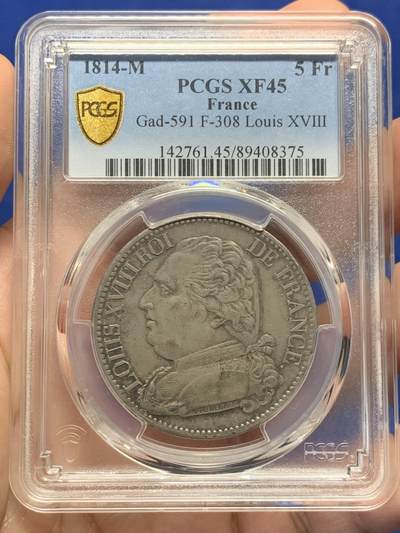 1814-M 5 Fr
PCGS XF45
PCGS
France
Gad-591 F-308 Louis XVIII
142761.45/89408375
LOUIS XVIII ROI DE FRANCE.
PCGS